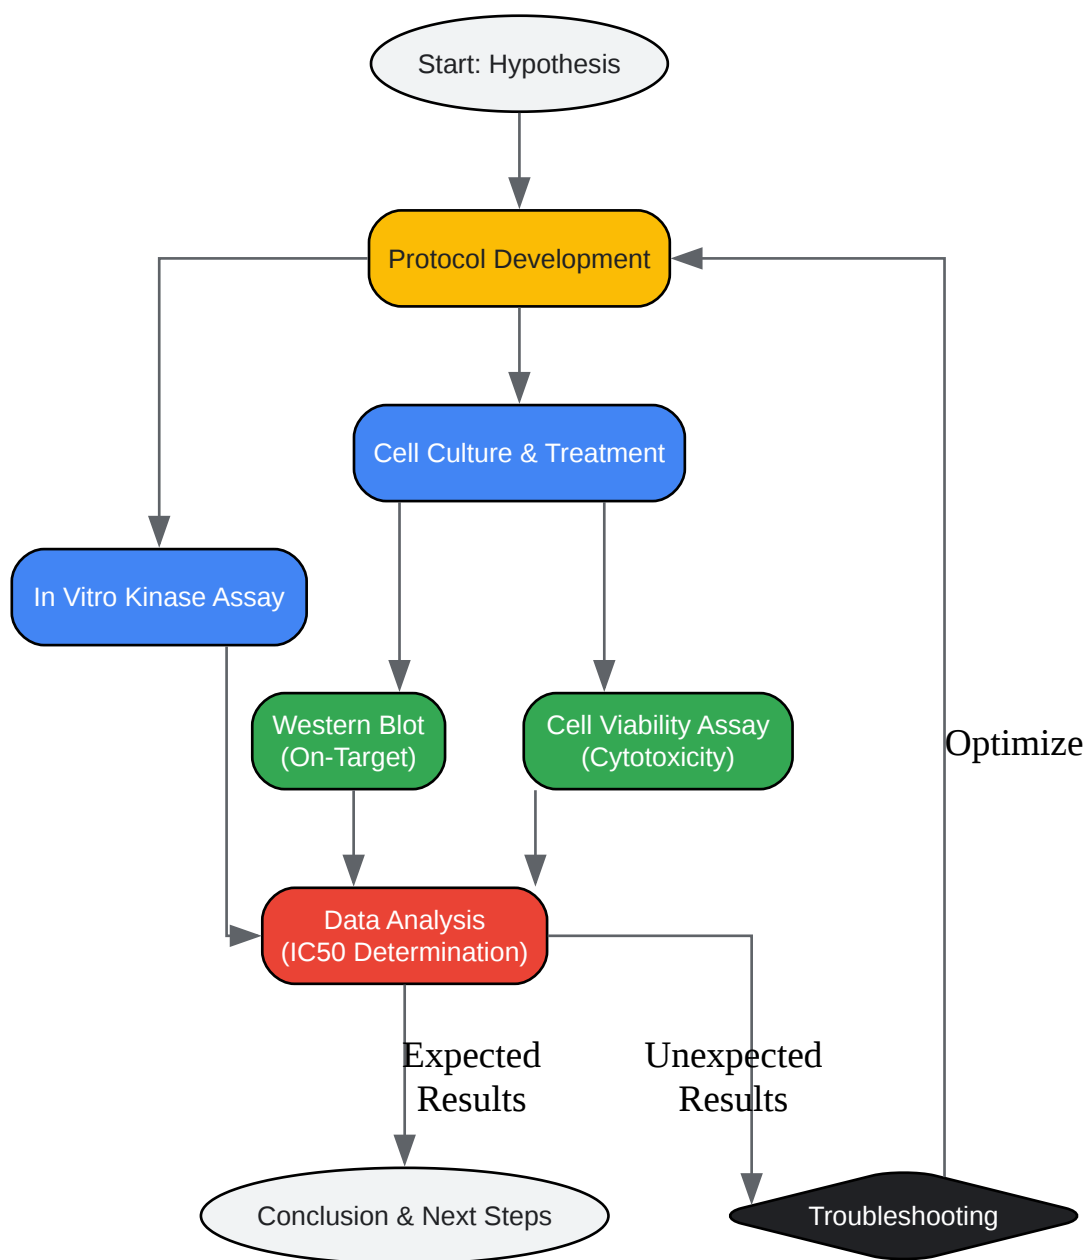 Start: Hypothesis
Protocol Development
Cell Culture & Treatment
In Vitro Kinase Assay
Western Blot
(On-Target)
Cell Viability Assay
(Cytotoxicity)
Optimize
Data Analysis
(IC50 Determination)
Expected
Results
Unexpected
Results
Conclusion & Next Steps
Troubleshooting